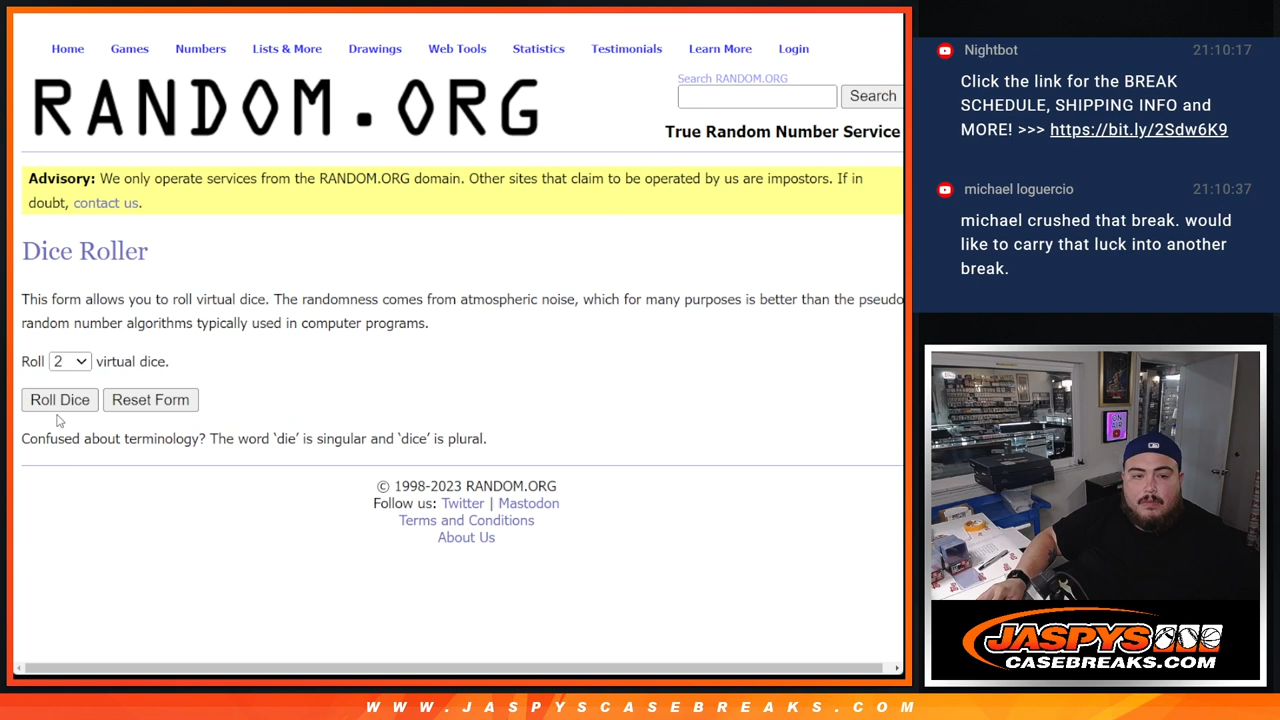 Home Games Numbers Lists & More Drawings Web Tools Statistics Testimonials Learn More Login
RANDOM.ORG
Search RANDOM.ORG
Search
True Random Number Service
Advisory: We only operate services from the RANDOM.ORG domain. Other sites that claim to be operated by us are impostors. If in
doubt, contact us.
Dice Roller
This form allows you to roll virtual dice. The randomness comes from atmospheric noise, which for many purposes is better than the pseudo
random number algorithms typically used in computer programs.
Roll 2 virtual dice.
Roll Dice Reset Form
Confused about terminology? The word ‘die’ is singular and ‘dice’ is plural.
© 1998-2023 RANDOM.ORG
Follow us: Twitter | Mastodon
Terms and Conditions
About Us
Nightbot 21:10:17
Click the link for the BREAK
SCHEDULE, SHIPPING INFO and
MORE! >>> https://bit.ly/2Sdw6K9
michael loguercio 21:10:37
michael crushed that break. would
like to carry that luck into another
break.
JASPYS
CASEBREAKS.COM
WWW.JASPYSCASEBREAKS.COM